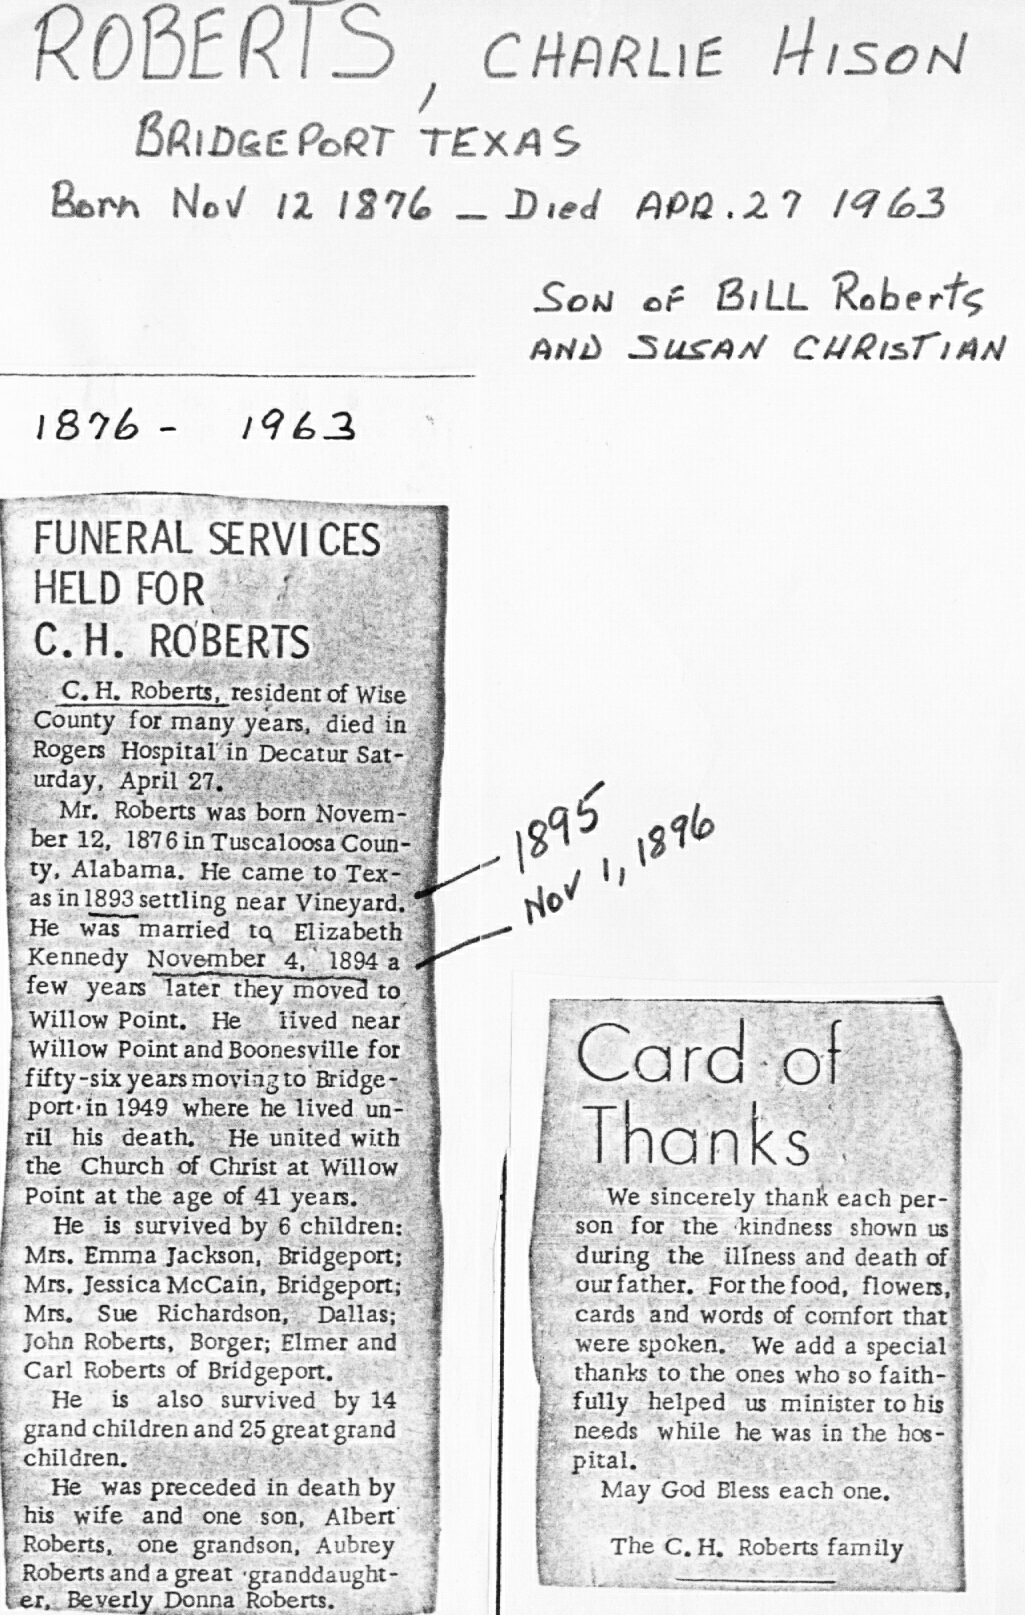 ROBERTS, CHARLIE HISON
BRIDGEPORT TEXAS
Born Nov 12 1876 — Died APR. 27 1963
SON OF BILL Roberts
AND SUSAN CHRISTIAN
1876 - 1963
FUNERAL SERVICES
HELD FOR
C. H. ROBERTS
C. H. Roberts, resident of Wise
County for many years, died in
Rogers Hospital in Decatur Sat-
urday, April 27.
Mr. Roberts was born Novem-
ber 12, 1876 in Tuscaloosa Coun-
ty, Alabama. He came to Tex-
as in 1893 settling near Vineyard.
He was married to Elizabeth
Kennedy November 4, 1894 a
few years later they moved to
Willow Point. He lived near
Willow Point and Boonesville for
fifty-six years moving to Bridge-
port in 1949 where he lived un-
ril his death. He united with
the Church of Christ at Willow
Point at the age of 41 years.
He is survived by 6 children:
Mrs. Emma Jackson, Bridgeport;
Mrs. Jessica McCain, Bridgeport;
Mrs. Sue Richardson, Dallas;
John Roberts, Borger; Elmer and
Carl Roberts of Bridgeport.
He is also survived by 14
grand children and 25 great grand
children.
He was preceded in death by
his wife and one son, Albert
Roberts, one grandson, Aubrey
Roberts and a great granddaught-
er, Beverly Donna Roberts.
1895
Nov 1, 1896
Card of
Thanks
We sincerely thank each per-
son for the kindness shown us
during the illness and death of
our father. For the food, flowers,
cards and words of comfort that
were spoken. We add a special
thanks to the ones who so faith-
fully helped us minister to his
needs while he was in the hos-
pital.
May God Bless each one.
The C. H. Roberts family